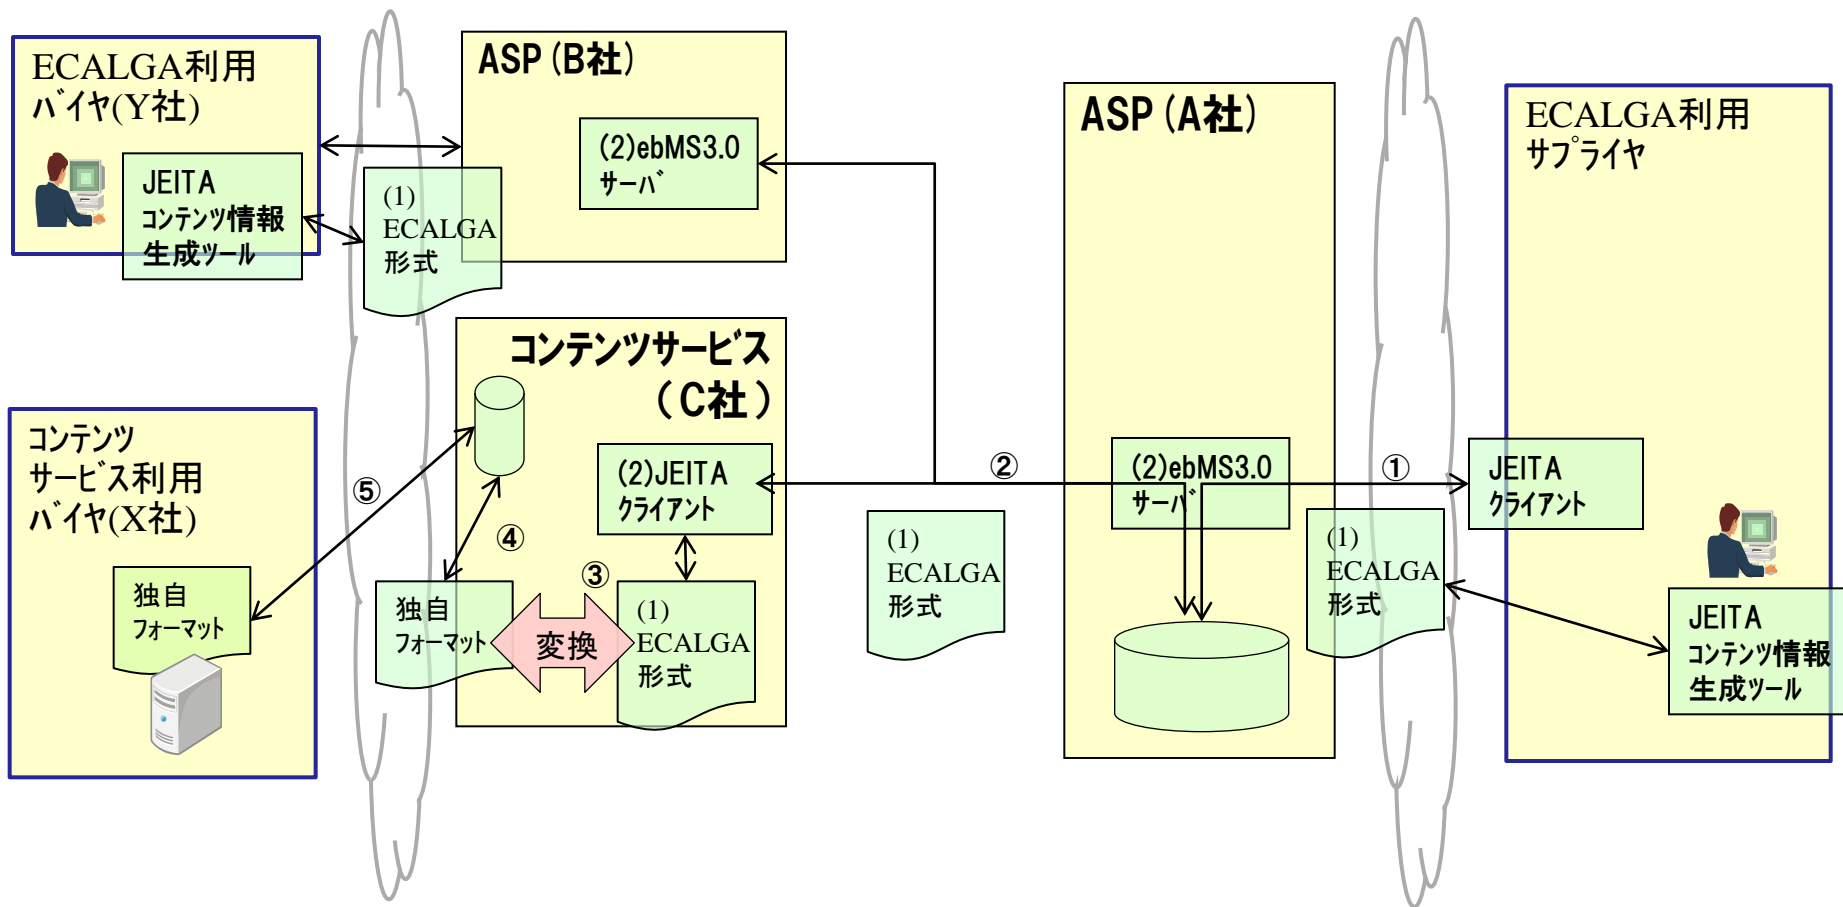 ECALGA利用
ﾊﾞｲﾔ(Y社)
JEITA
ｺﾝﾃﾝﾂ情報
生成ﾂｰﾙ
(1)
ECALGA
形式
ASP(B社)
(2)ebMS3.0
ｻｰﾊﾞ
コンテンツサービス
(C社)
(2)JEITA
ｸﾗｲｱﾝﾄ
④
③
独自
ﾌｫｰﾏｯﾄ
変換
(1)
ECALGA
形式
コンテンツ
サービス利用
ﾊﾞｲﾔ(X社)
⑤
独自
ﾌｫｰﾏｯﾄ
②
(1)
ECALGA
形式
ASP(A社)
(2)ebMS3.0
ｻｰﾊﾞ
①
(1)
ECALGA
形式
ECALGA利用
ｻﾌﾟﾗｲﾔ
JEITA
ｸﾗｲｱﾝﾄ
JEITA
ｺﾝﾃﾝﾂ情報
生成ﾂｰﾙ